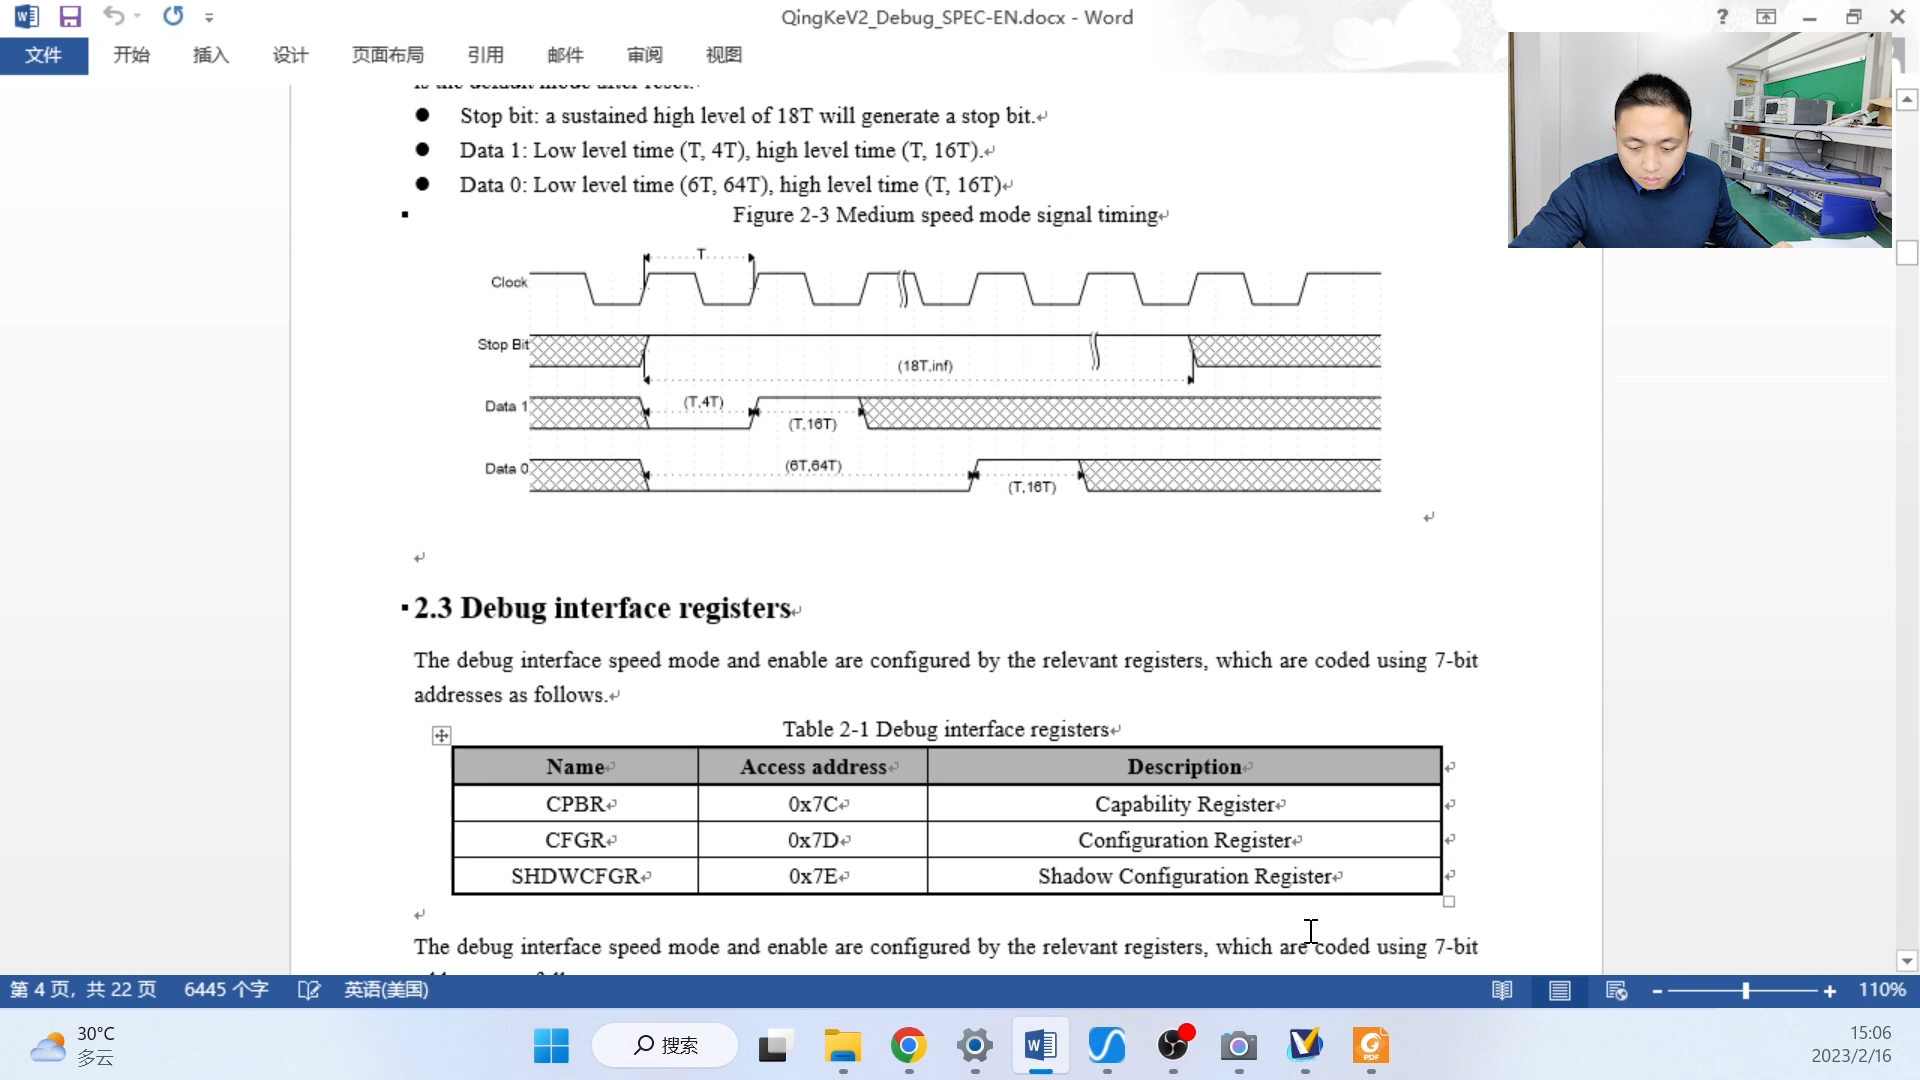 QingKeV2_Debug_SPEC-EN.docx - Word
文件 开始 插入 设计 页面布局 引用 邮件 审阅 视图
is the default mode after reset.
● Stop bit: a sustained high level of 18T will generate a stop bit.
● Data 1: Low level time (T, 4T), high level time (T, 16T).
● Data 0: Low level time (6T, 64T), high level time (T, 16T)
Figure 2-3 Medium speed mode signal timing
T
Clock
Stop Bit
(18T,inf)
Data 1
(T,4T)
(T,16T)
Data 0
(6T,64T)
(T,16T)
2.3 Debug interface registers
The debug interface speed mode and enable are configured by the relevant registers, which are coded using 7-bit
addresses as follows.
Table 2-1 Debug interface registers
Name Access address Description
CPBR 0x7C Capability Register
CFGR 0x7D Configuration Register
SHDWCFGR 0x7E Shadow Configuration Register
The debug interface speed mode and enable are configured by the relevant registers, which are coded using 7-bit
第 4 页，共 22 页 6445 个字 英语(美国) 110%
30°C
多云
搜索
PDF
15:06
2023/2/16